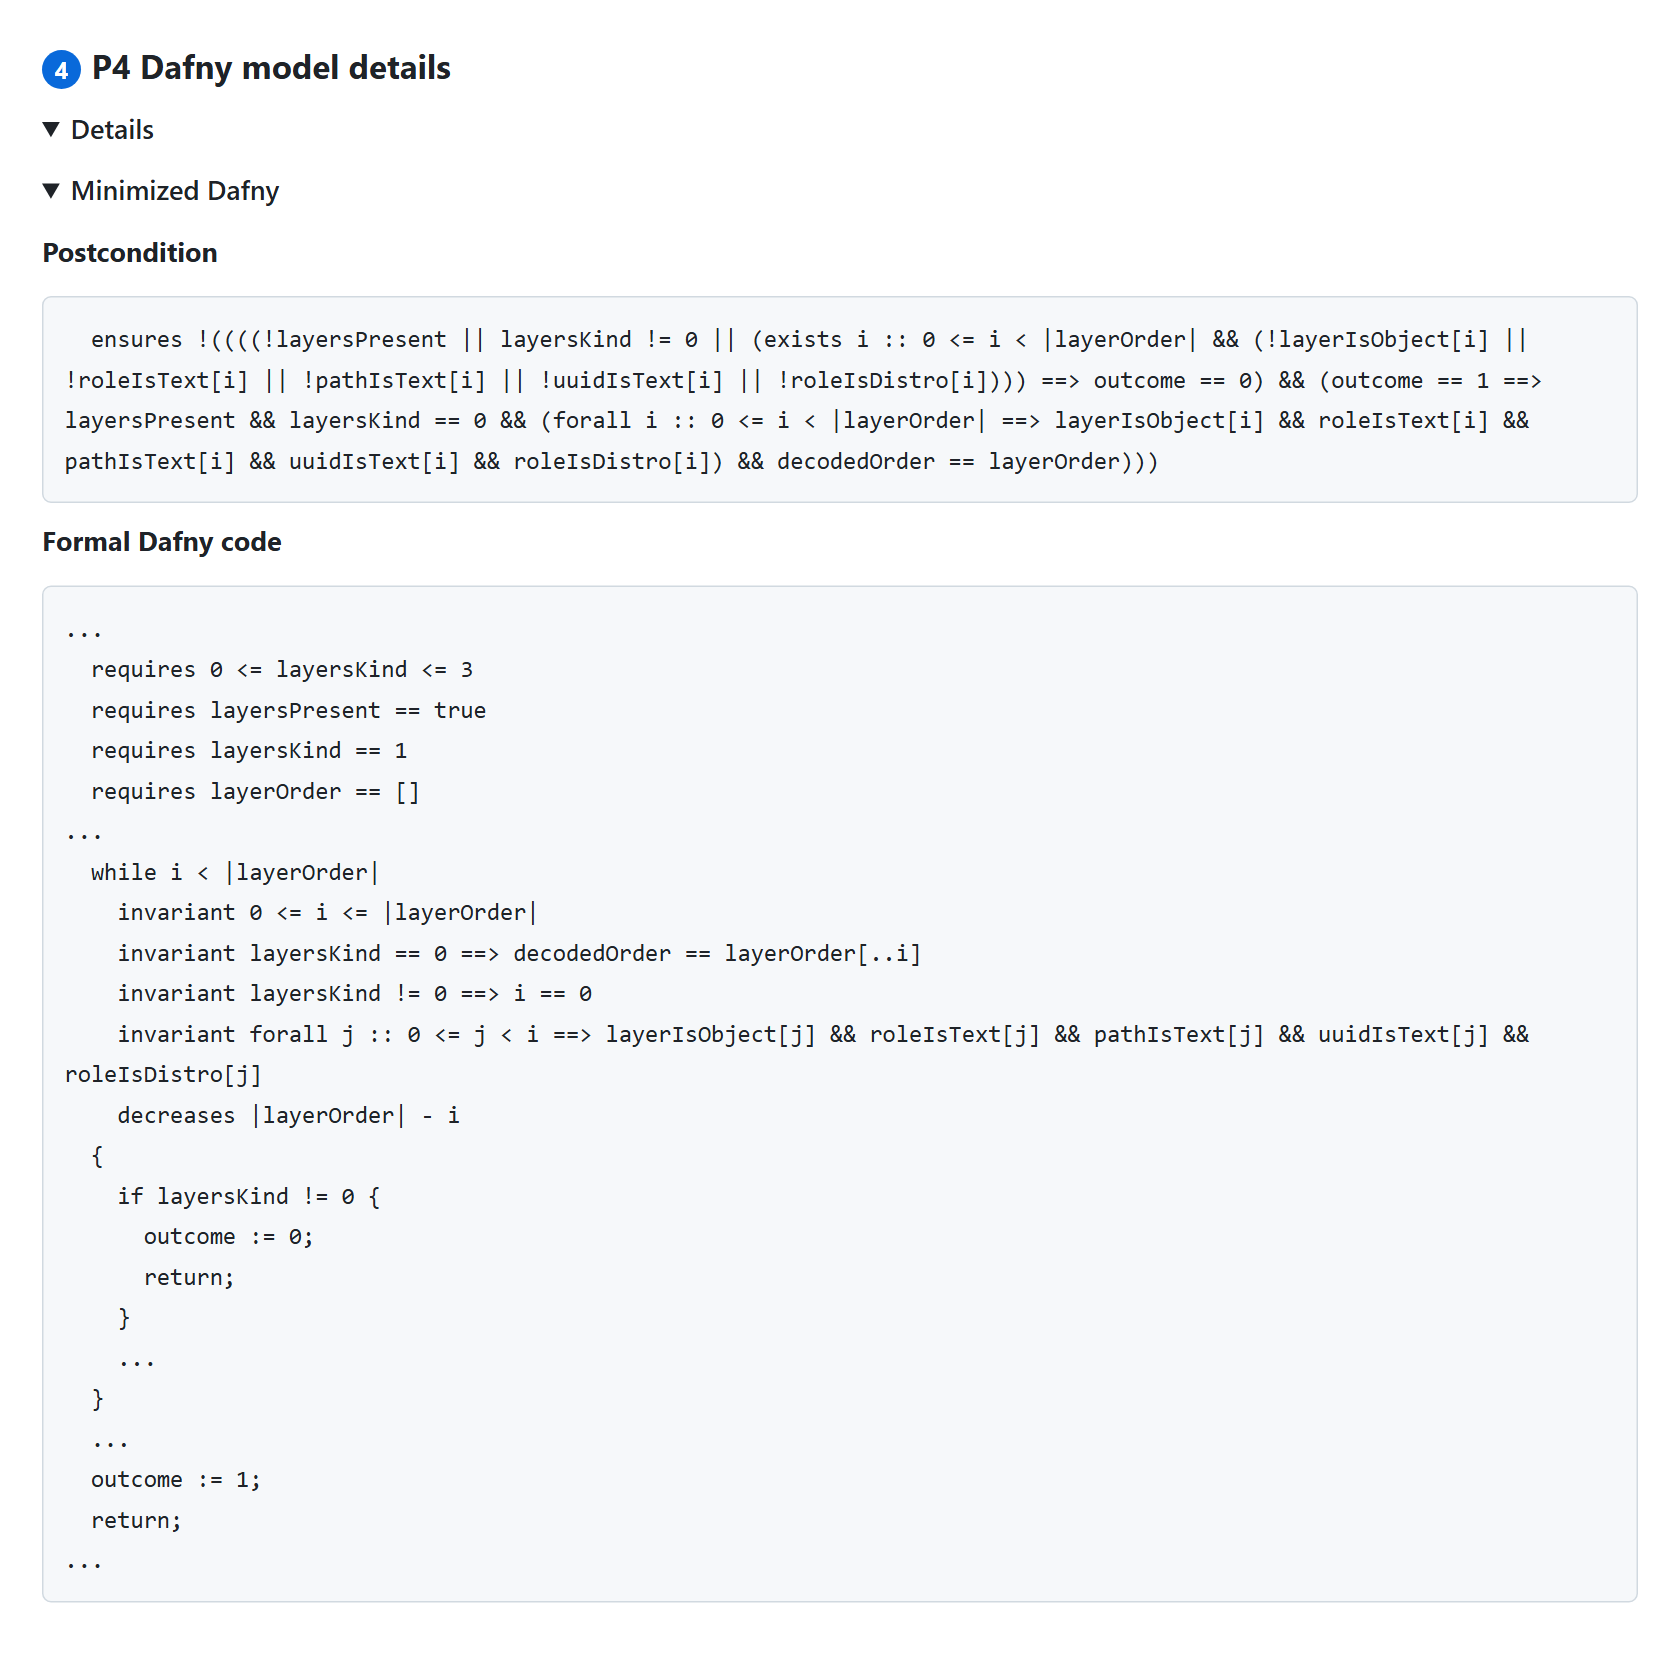 4 P4 Dafny model details
▼ Details
▼ Minimized Dafny
Postcondition
  ensures !((((!layersPresent || layersKind != 0 || (exists i :: 0 <= i < |layerOrder| && (!layerIsObject[i] ||
!roleIsText[i] || !pathIsText[i] || !uuidIsText[i] || !roleIsDistro[i]))) ==> outcome == 0) && (outcome == 1 ==>
layersPresent && layersKind == 0 && (forall i :: 0 <= i < |layerOrder| ==> layerIsObject[i] && roleIsText[i] &&
pathIsText[i] && uuidIsText[i] && roleIsDistro[i]) && decodedOrder == layerOrder)))
Formal Dafny code
...
  requires 0 <= layersKind <= 3
  requires layersPresent == true
  requires layersKind == 1
  requires layerOrder == []
...
  while i < |layerOrder|
    invariant 0 <= i <= |layerOrder|
    invariant layersKind == 0 ==> decodedOrder == layerOrder[..i]
    invariant layersKind != 0 ==> i == 0
    invariant forall j :: 0 <= j < i ==> layerIsObject[j] && roleIsText[j] && pathIsText[j] && uuidIsText[j] &&
roleIsDistro[j]
    decreases |layerOrder| - i
  {
    if layersKind != 0 {
      outcome := 0;
      return;
    }
    ...
  }
  ...
  outcome := 1;
  return;
...